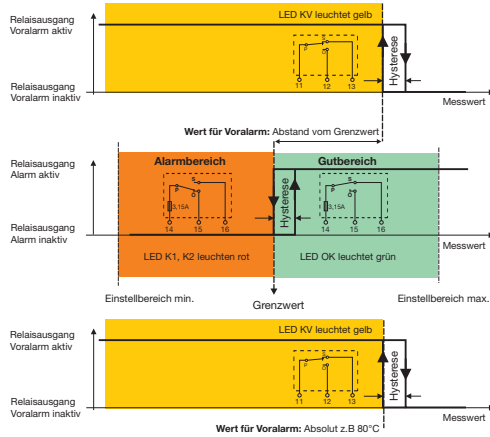 LED KV leuchtet gelb
Relaisausgang
Voralarm aktiv
Hysterese
11 12 13
Relaisausgang
Voralarm inaktiv
Messwert
Wert für Voralarm: Abstand vom Grenzwert
Relaisausgang
Alarm aktiv
Alarmbereich
Gutbereich
Hysterese
3,15A
14 15 16
3,15A
14 15 16
Relaisausgang
Alarm inaktiv
Messwert
LED K1, K2 leuchten rot
LED OK leuchtet grün
Einstellbereich min.
Grenzwert
Einstellbereich max.
LED KV leuchtet gelb
Relaisausgang
Voralarm aktiv
Hysterese
11 12 13
Relaisausgang
Voralarm inaktiv
Messwert
Wert für Voralarm: Absolut z.B 80°C